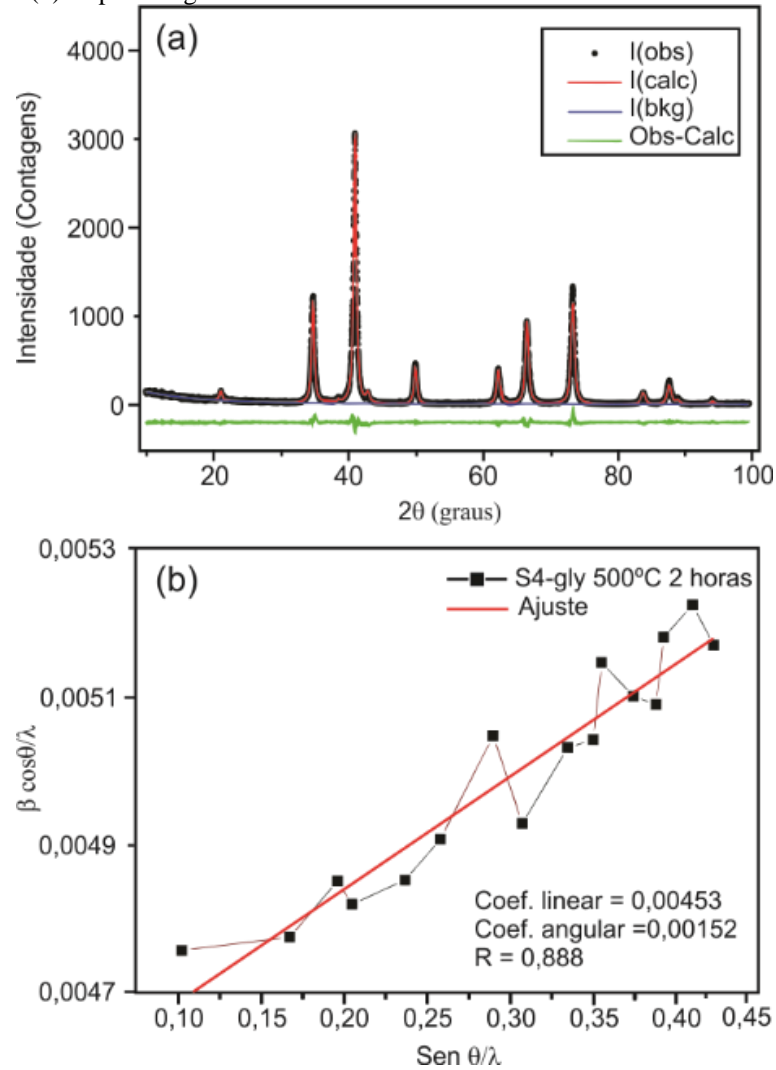 (a)
4000
3000
2000
1000
0
Intensidade (Contagens)
I(obs)
I(calc)
I(bkg)
Obs-Calc
20 40 60 80 100
2θ (graus)
(b)
0,0053
0,0051
0,0049
0,0047
β cosθ/λ
S4-gly 500ºC 2 horas
Ajuste
Coef. linear = 0,00453
Coef. angular =0,00152
R = 0,888
0,10 0,15 0,20 0,25 0,30 0,35 0,40 0,45
Sen θ/λ